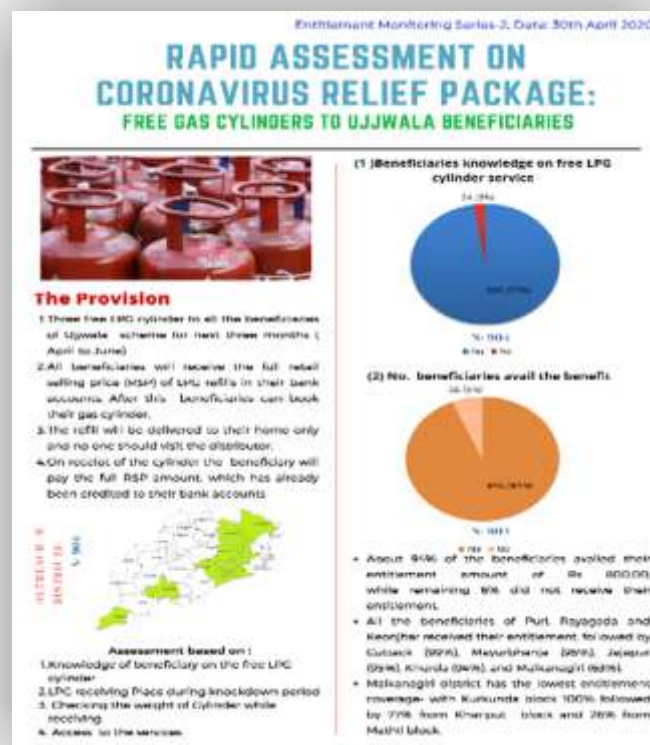 Entitlement Monitoring Series-2, Date: 30th April 2020
RAPID ASSESSMENT ON
CORONAVIRUS RELIEF PACKAGE:
FREE GAS CYLINDERS TO UJJWALA BENEFICIARIES
The Provision
1 Three free LPG cylinder to all the beneficiaries
of Ujjwala scheme for next three months (
April to June)
2.All beneficiaries will receive the full retail
selling price (RSP) of LPG refills in their bank
accounts. After this beneficiaries can book
their gas cylinder.
3.The refill will be delivered to their home only
and no one should visit the distributor.
4.On receipt of the cylinder the beneficiary will
pay the full RSP amount, which has already
been credited to their bank accounts
Assessment based on :
1.Knowledge of beneficiary on the free LPG
cylinder
2.LPG receiving Place during knockdown period
3. Checking the weight of Cylinder while
receiving
4. Access to the services
(1 )Beneficiaries knowledge on free LPG
cylinder service
Yes No
(2) No. beneficiaries avail the benefit
Yes No
• About 94% of the beneficiaries availed their
entitlement amount of Rs 800.00,
while remaining 6% did not receive their
entitlement.
• All the beneficiaries of Puri, Rayagada and
Keonjhar received their entitlement, followed by
Cuttack (99%), Mayurbhanja Jajapur
Khurda and Malkanagiri
• Malkanagiri district has the lowest entitlement
coverage- with Kurkunda block 100% followed
by 77% from Khairput block and 26% from
Mathil block.